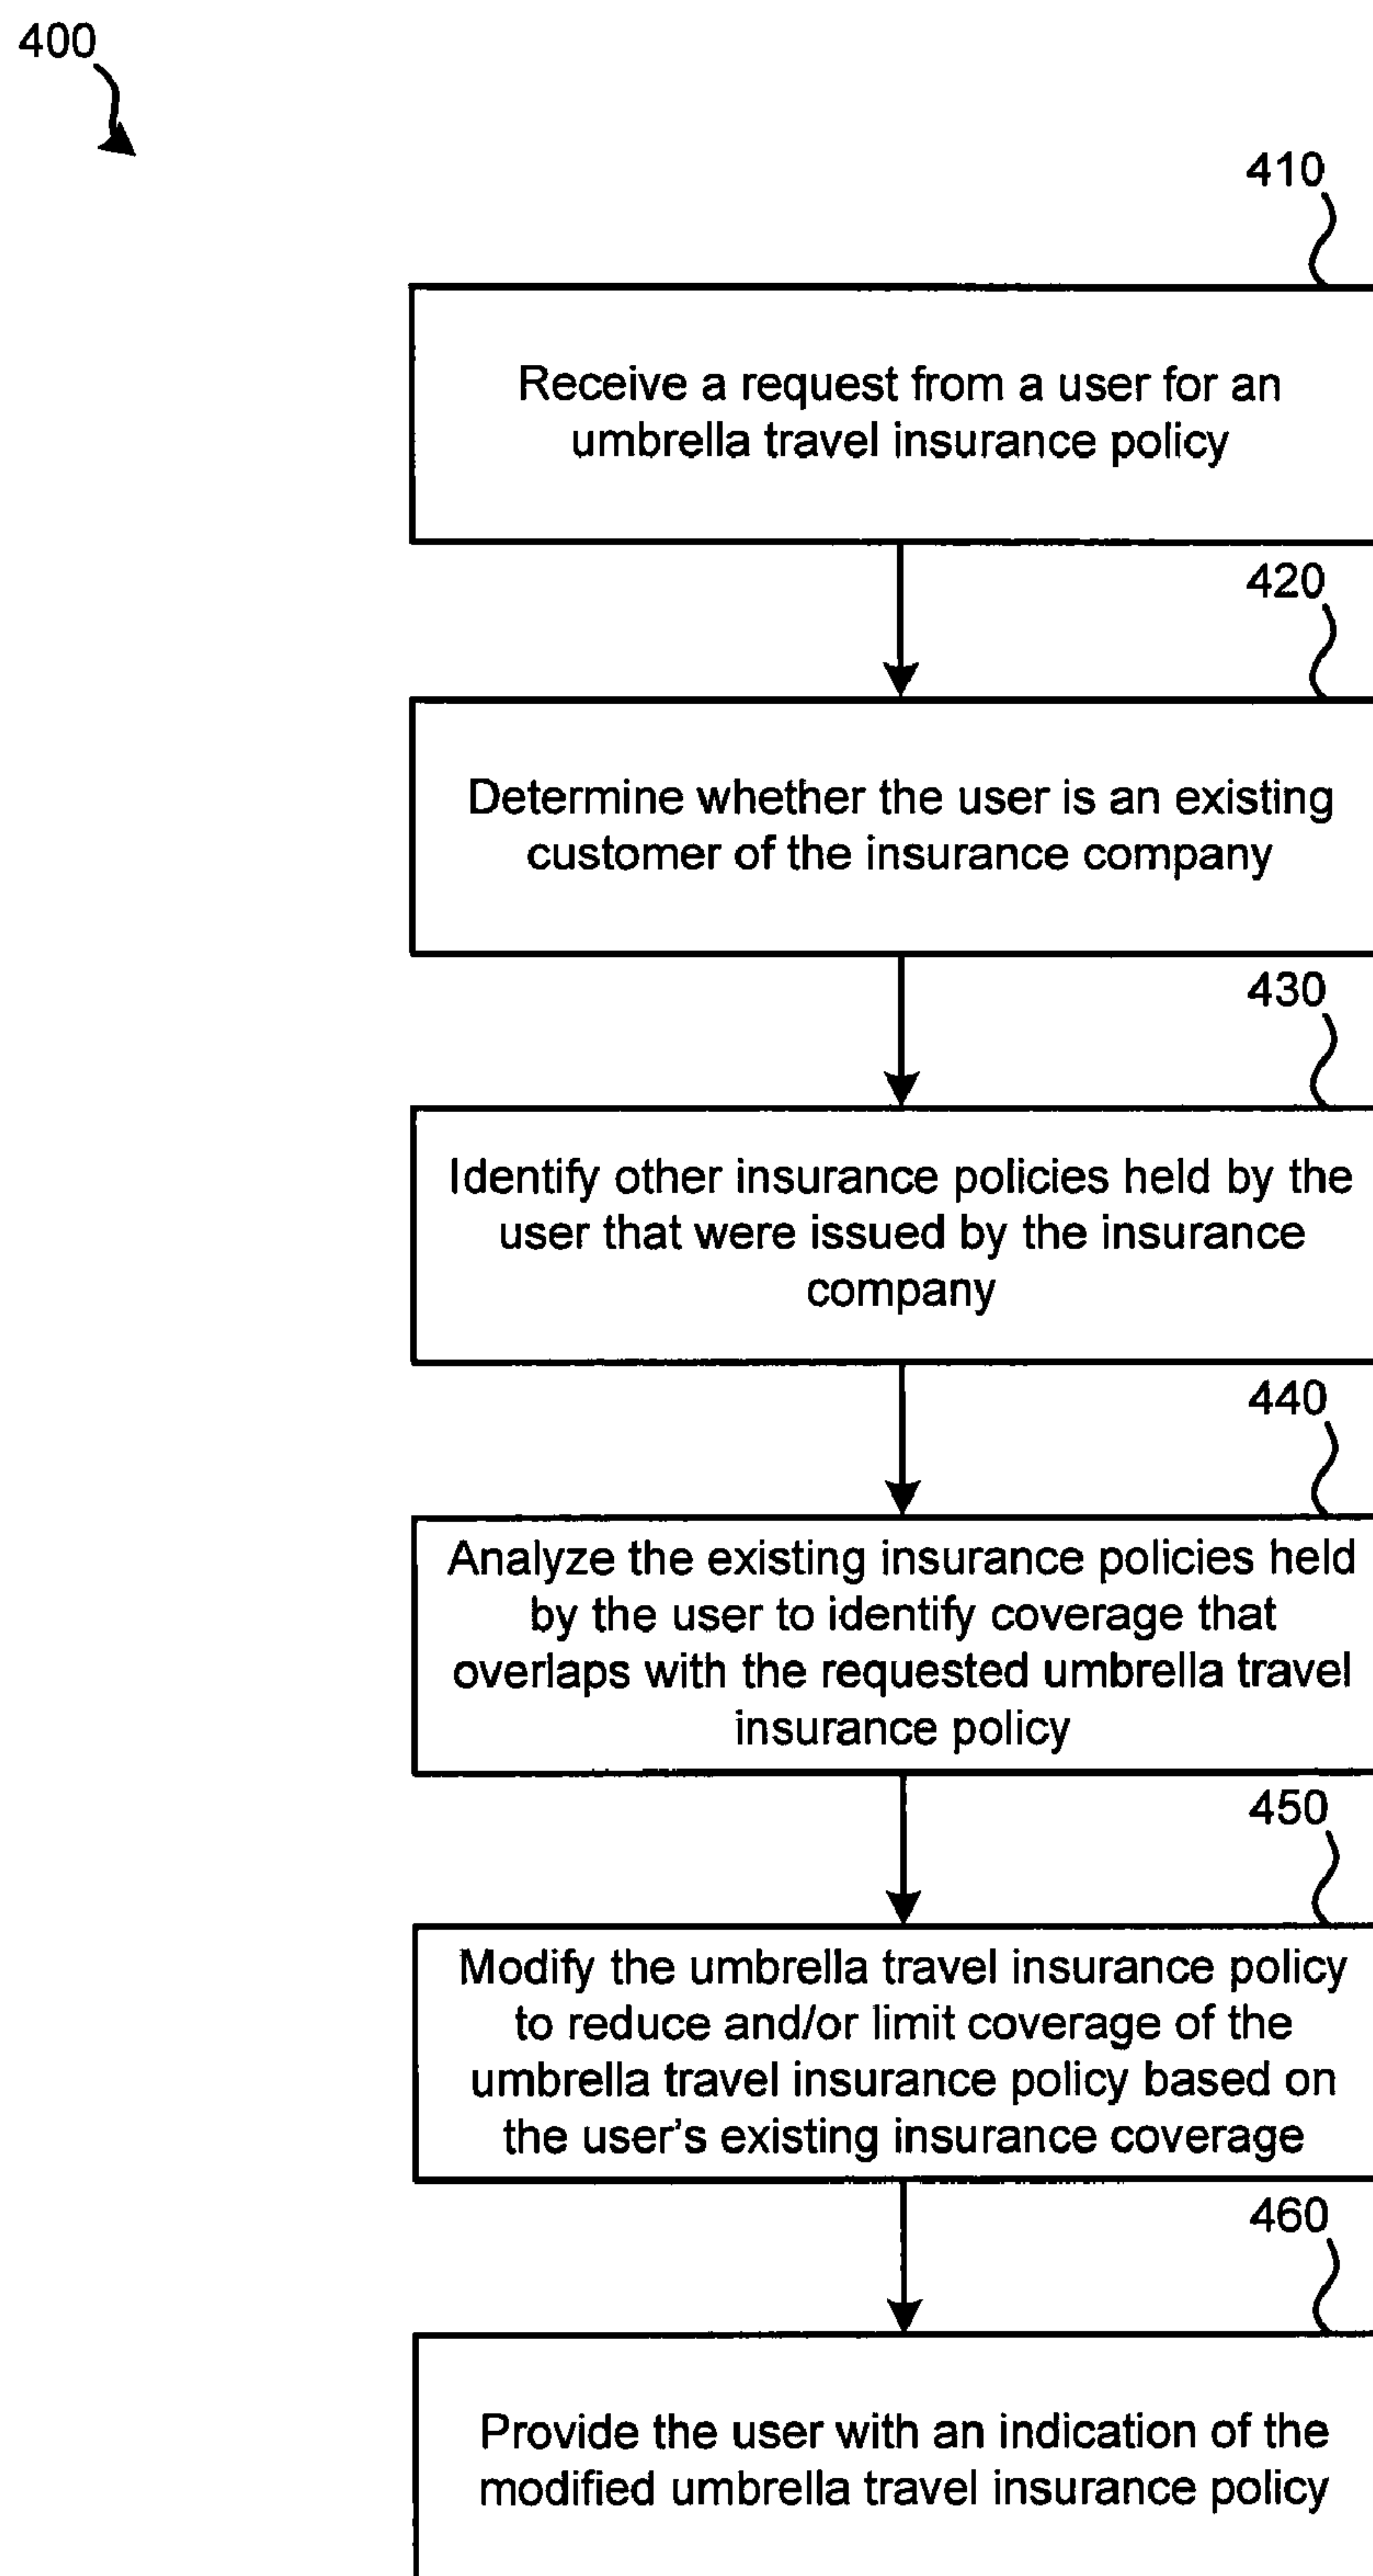 400
410
Receive a request from a user for an
umbrella travel insurance policy
420
Determine whether the user is an existing
customer of the insurance company
430
Identify other insurance policies held by the
user that were issued by the insurance
company
440
Analyze the existing insurance policies held
by the user to identify coverage that
overlaps with the requested umbrella travel
insurance policy
450
Modify the umbrella travel insurance policy
to reduce and/or limit coverage of the
umbrella travel insurance policy based on
the user's existing insurance coverage
460
Provide the user with an indication of the
modified umbrella travel insurance policy